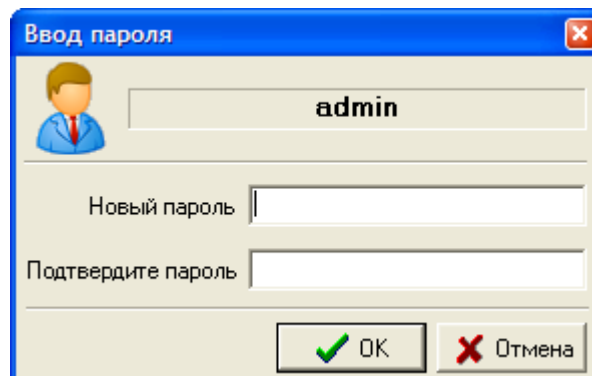 Ввод пароля
admin
Новый пароль
Подтвердите пароль
OK Отмена